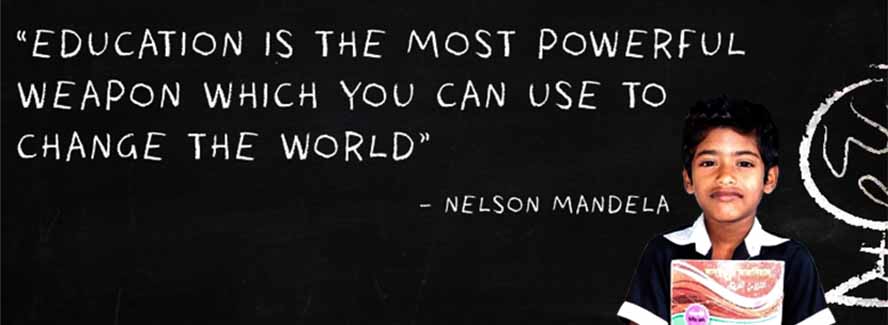 “EDUCATION IS THE MOST POWERFUL
WEAPON WHICH YOU CAN USE TO
CHANGE THE WORLD”
– NELSON MANDELA